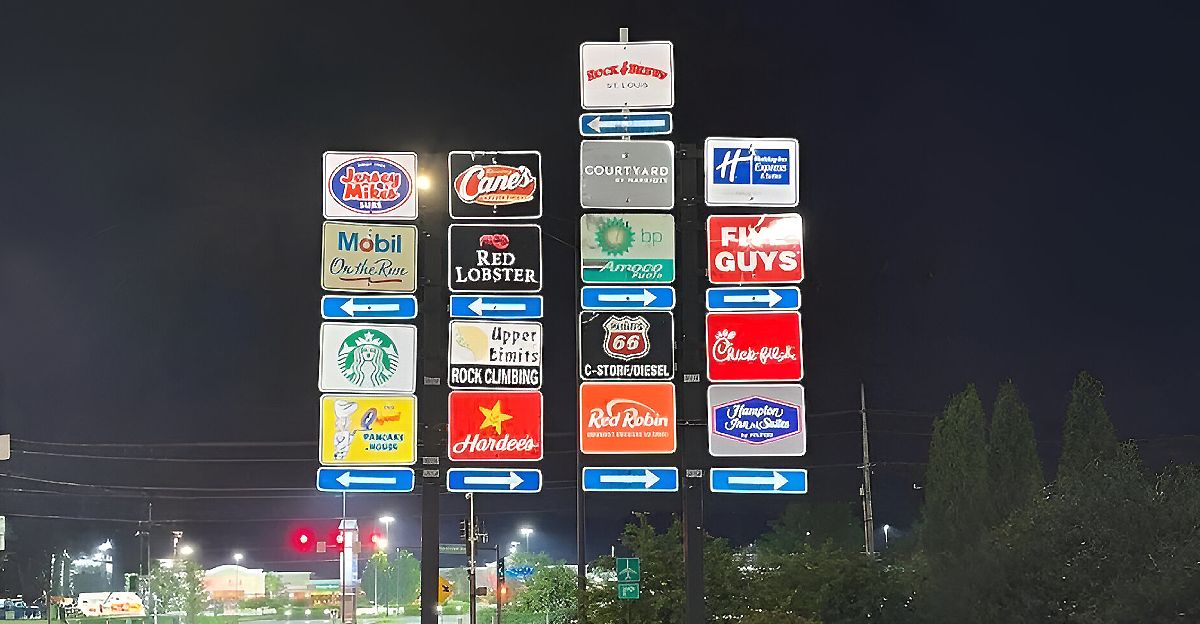 ROCK & BREWS
ST. LOUIS
Jersey
Mike's
SUBS
Mobil
On the Run
Cane's
RED
LOBSTER
Upper
Limits
ROCK CLIMBING
PANCAKE
HOUSE
Hardee's
COURTYARD
BY MARRIOTT
bp
Amoco
Fuels
PHILLIPS
66
C-STORE/DIESEL
Red Robin
H
Holiday Inn
Express
& Suites
FIVE
GUYS
Chick-fil-A
Hampton
Inn & Suites
by HILTON